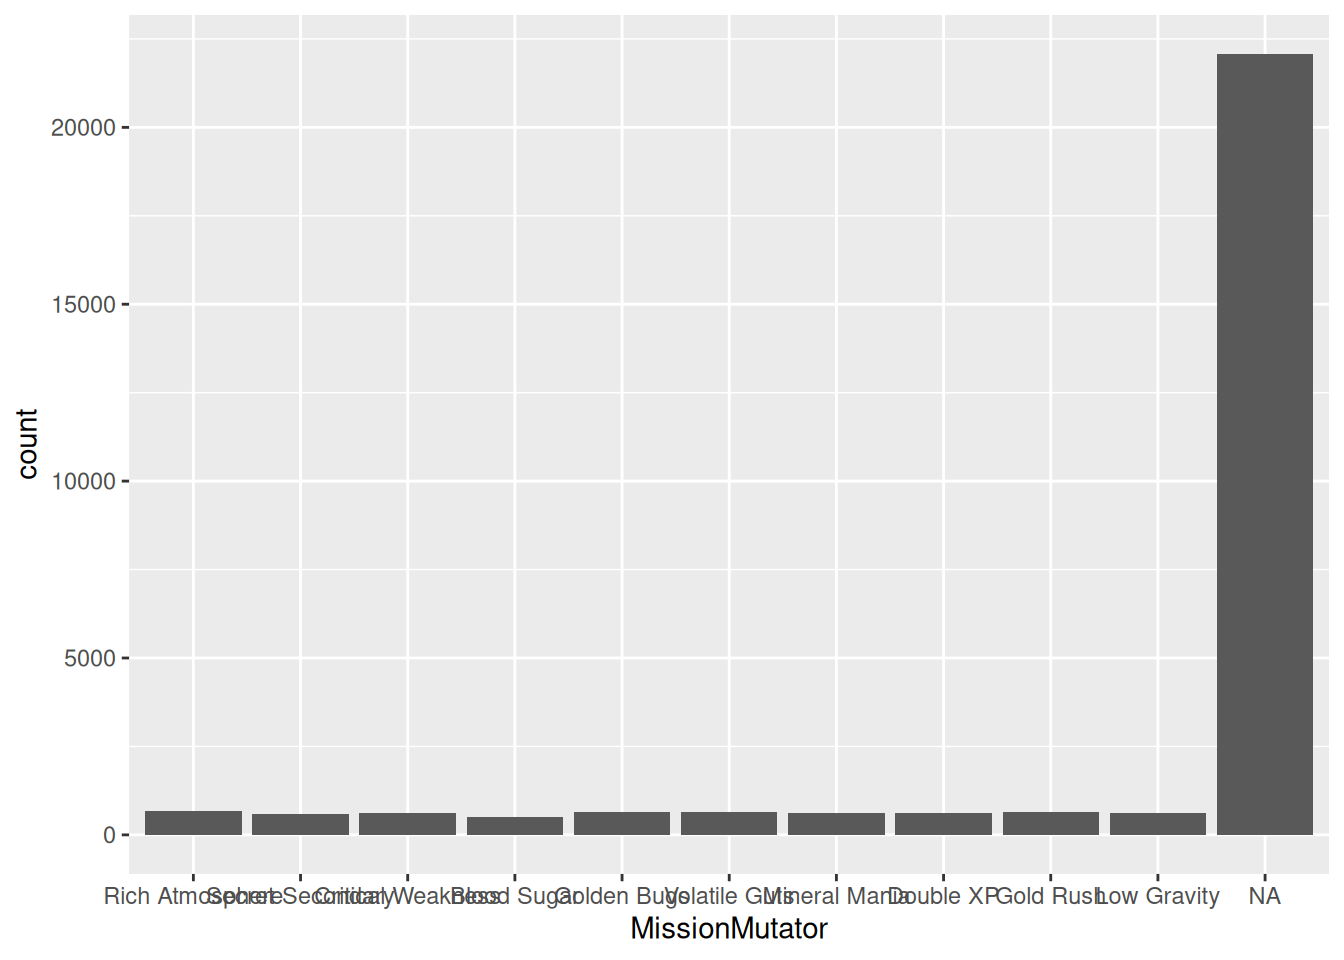 20000
15000
10000
5000
0
count
Rich Atmosphere Secret Secondary Critical Weakness Blood Sugar Golden Bugs Volatile Guts Mineral Mania Double XP Gold Rush Low Gravity NA
MissionMutator